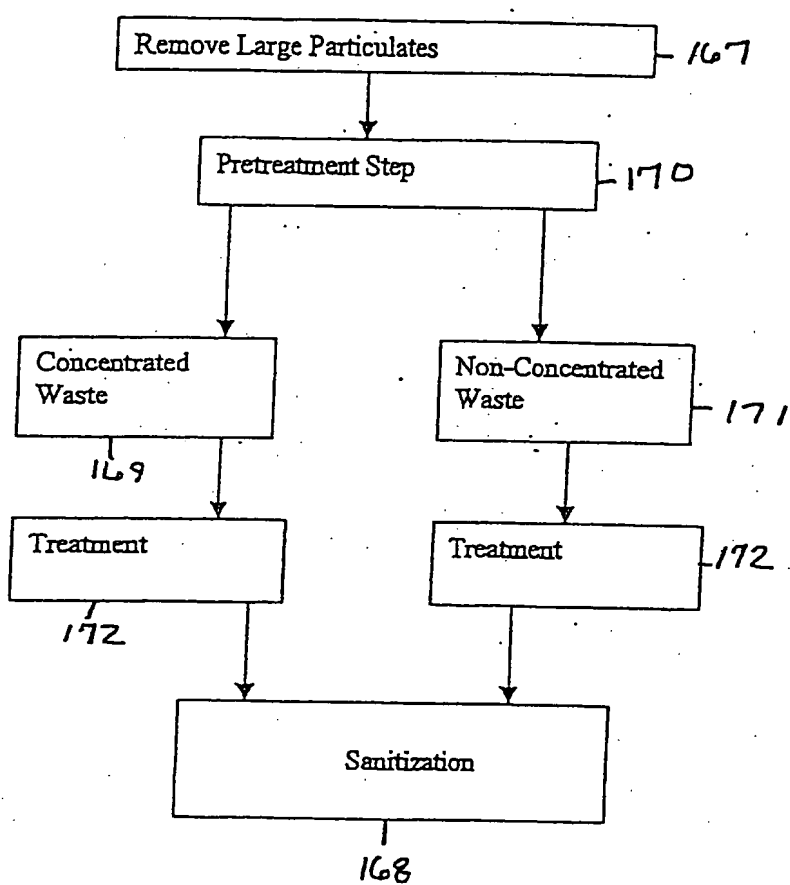 Remove Large Particulates
167
Pretreatment Step
170
Concentrated
Waste
169
Non-Concentrated
Waste
171
Treatment
172
Treatment
172
Sanitization
168